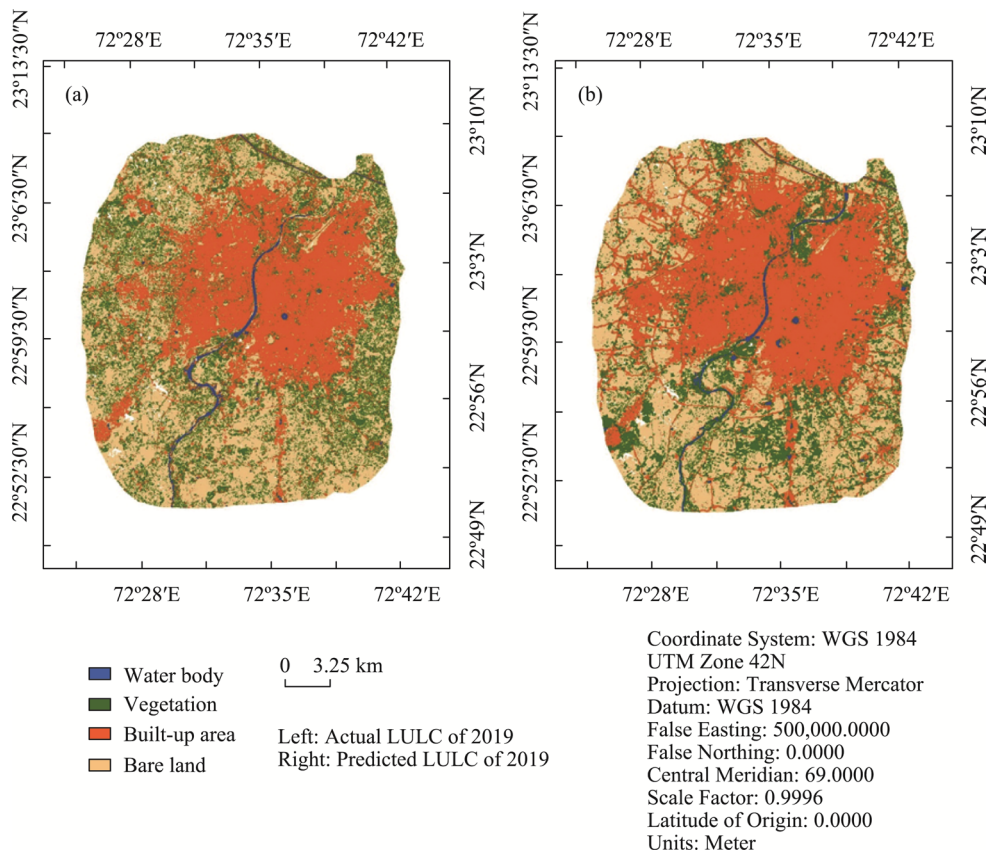 72°28′E 72°35′E 72°42′E
72°28′E 72°35′E 72°42′E
23°13′30″N
23°6′30″N
22°59′30″N
22°52′30″N
(a)
23°10′N
23°3′N
22°56′N
22°49′N
23°13′30″N
23°6′30″N
22°59′30″N
22°52′30″N
(b)
23°10′N
23°3′N
22°56′N
22°49′N
72°28′E 72°35′E 72°42′E
72°28′E 72°35′E 72°42′E
Water body
Vegetation
Built-up area
Bare land
0 3.25 km
Left: Actual LULC of 2019
Right: Predicted LULC of 2019
Coordinate System: WGS 1984
UTM Zone 42N
Projection: Transverse Mercator
Datum: WGS 1984
False Easting: 500,000.0000
False Northing: 0.0000
Central Meridian: 69.0000
Scale Factor: 0.9996
Latitude of Origin: 0.0000
Units: Meter